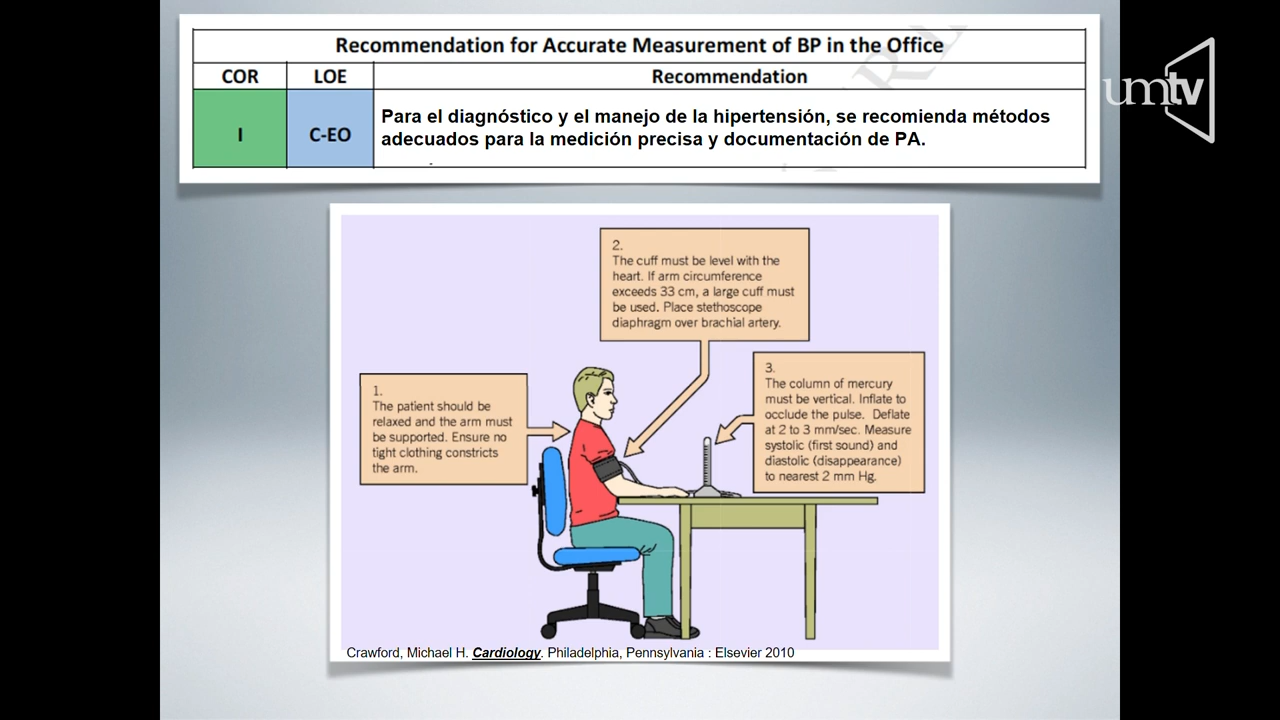 Recommendation for Accurate Measurement of BP in the Office
COR LOE Recommendation
I C-EO Para el diagnóstico y el manejo de la hipertensión, se recomienda métodos
adecuados para la medición precisa y documentación de PA.
umtv
2.
The cuff must be level with the
heart. If arm circumference
exceeds 33 cm, a large cuff must
be used. Place stethoscope
diaphragm over brachial artery.
1.
The patient should be
relaxed and the arm must
be supported. Ensure no
tight clothing constricts
the arm.
3.
The column of mercury
must be vertical. Inflate to
occlude the pulse. Deflate
at 2 to 3 mm/sec. Measure
systolic (first sound) and
diastolic (disappearance)
to nearest 2 mm Hg.
Crawford, Michael H. Cardiology. Philadelphia, Pennsylvania : Elsevier 2010